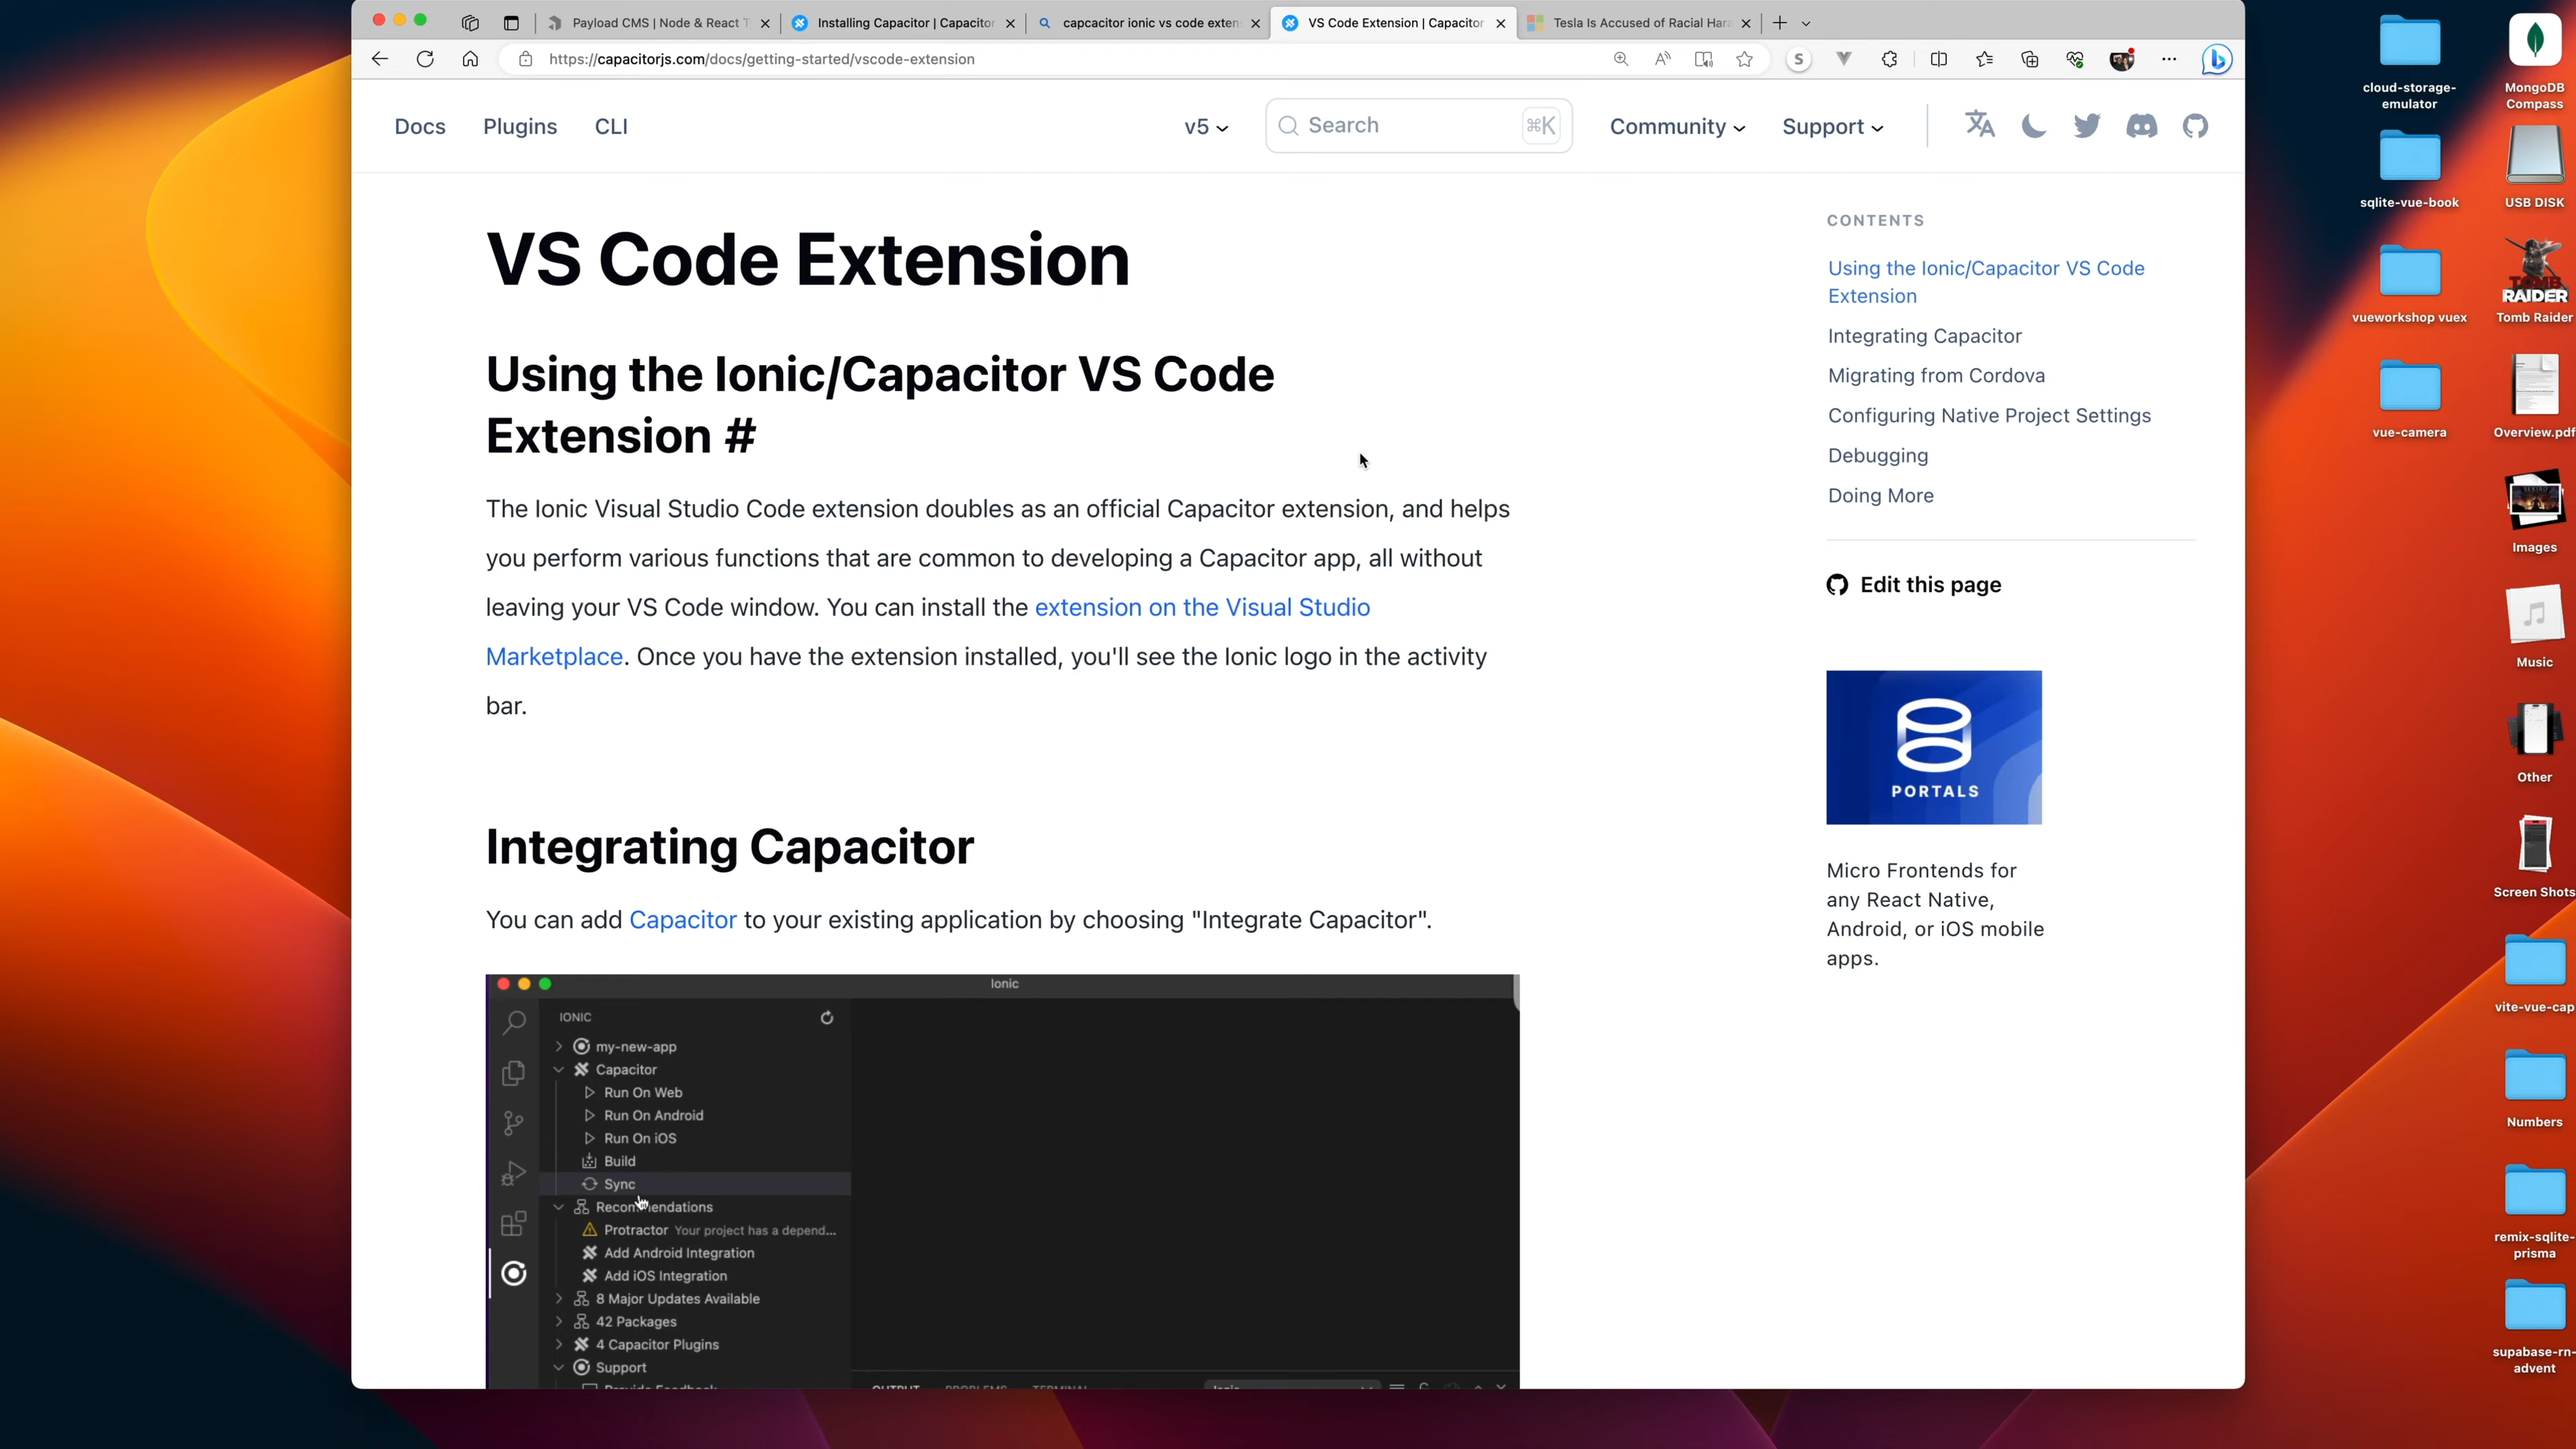 Payload CMS | Node & React T
Installing Capacitor | Capacitor
capcacitor ionic vs code exten
VS Code Extension | Capacitor
Tesla Is Accused of Racial Hara
https://capacitorjs.com/docs/getting-started/vscode-extension
Docs
Plugins
CLI
v5
Search
⌘K
Community
Support
VS Code Extension
Using the Ionic/Capacitor VS Code
Extension #
The Ionic Visual Studio Code extension doubles as an official Capacitor extension, and helps
you perform various functions that are common to developing a Capacitor app, all without
leaving your VS Code window. You can install the extension on the Visual Studio
Marketplace. Once you have the extension installed, you'll see the Ionic logo in the activity
bar.
Integrating Capacitor
You can add Capacitor to your existing application by choosing "Integrate Capacitor".
Ionic
IONIC
my-new-app
Capacitor
Run On Web
Run On Android
Run On iOS
Build
Sync
Recommendations
Protractor Your project has a depend...
Add Android Integration
Add iOS Integration
8 Major Updates Available
42 Packages
4 Capacitor Plugins
Support
Provide Feedback
OUTPUT
PROBLEMS
TERMINAL
Ionic
CONTENTS
Using the Ionic/Capacitor VS Code
Extension
Integrating Capacitor
Migrating from Cordova
Configuring Native Project Settings
Debugging
Doing More
Edit this page
PORTALS
Micro Frontends for
any React Native,
Android, or iOS mobile
apps.
cloud-storage-
emulator
sqlite-vue-book
vueworkshop vuex
vue-camera
MongoDB
Compass
USB DISK
TOMB
RAIDER
Tomb Raider
Overview.pdf
Images
Music
Other
Screen Shots
vite-vue-cap
Numbers
remix-sqlite-
prisma
supabase-rn-
advent